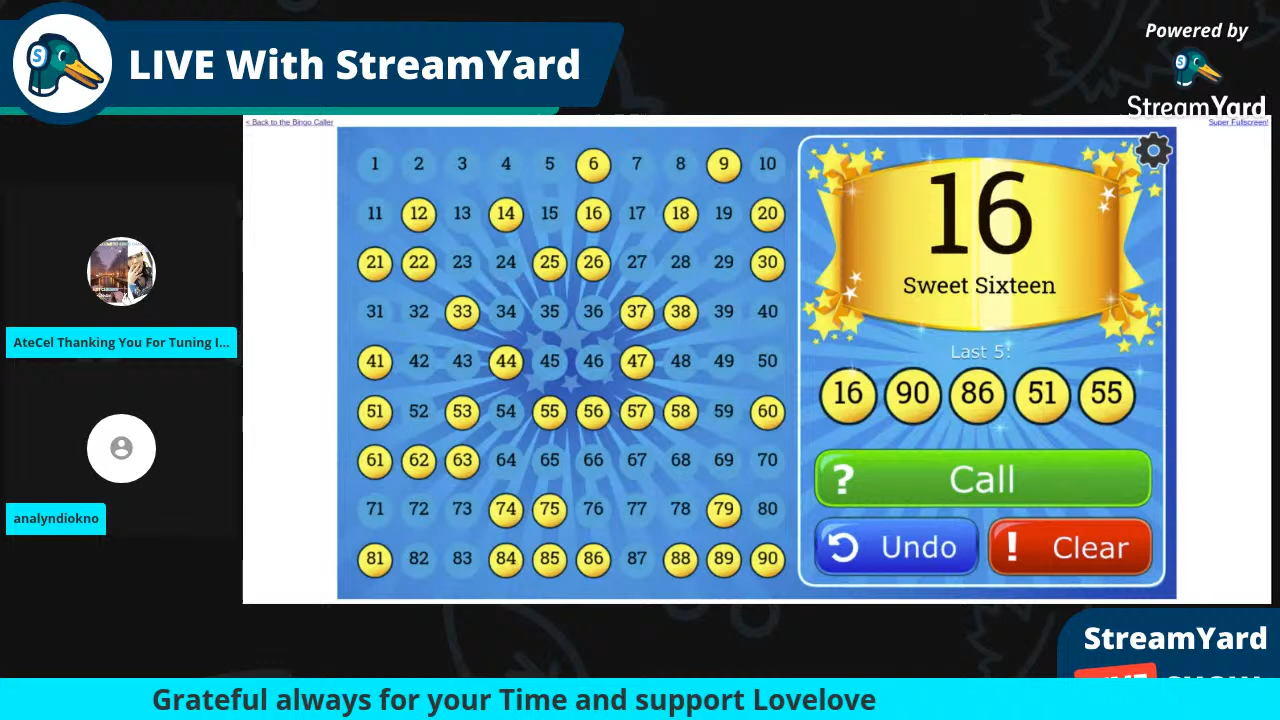 LIVE With StreamYard
Powered by
StreamYard
< Back to the Bingo Caller
Super Fullscreen!
1 2 3 4 5 6 7 8 9 10
11 12 13 14 15 16 17 18 19 20
21 22 23 24 25 26 27 28 29 30
31 32 33 34 35 36 37 38 39 40
41 42 43 44 45 46 47 48 49 50
51 52 53 54 55 56 57 58 59 60
61 62 63 64 65 66 67 68 69 70
71 72 73 74 75 76 77 78 79 80
81 82 83 84 85 86 87 88 89 90
16
Sweet Sixteen
Last 5:
16 90 86 51 55
? Call
Undo
! Clear
AteCel Thanking You For Tuning I...
analyndiokno
StreamYard
Grateful always for your Time and support Lovelove